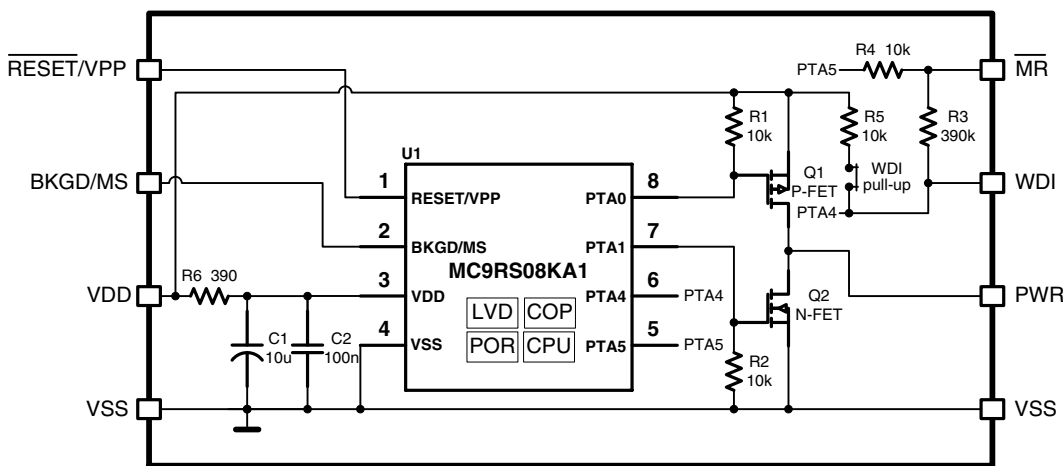 RESET/VPP
BKGD/MS
VDD
VSS
R6 390
C1
10u
C2
100n
U1
1
RESET/VPP
2
BKGD/MS
3
VDD
4
VSS
MC9RS08KA1
LVD COP
POR CPU
8
PTA0
7
PTA1
6
PTA4
5
PTA5
PTA4
PTA5
R1
10k
R2
10k
Q1
P-FET
Q2
N-FET
PTA5
R4 10k
R5
10k
R3
390k
WDI
pull-up
PTA4
MR
WDI
PWR
VSS